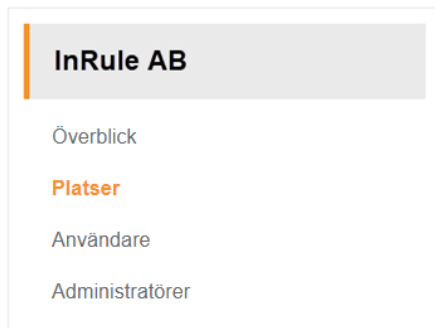 InRule AB
Överblick
Platser
Användare
Administratörer